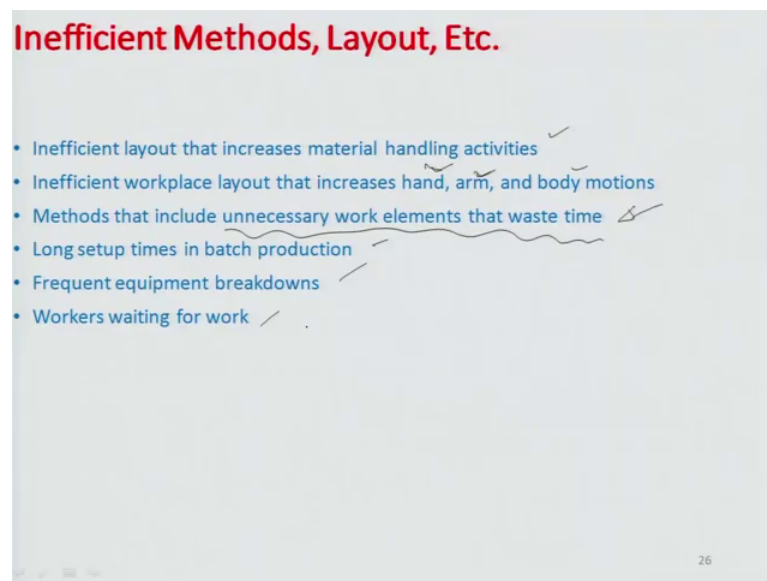 Inefficient Methods, Layout, Etc.
• Inefficient layout that increases material handling activities
• Inefficient workplace layout that increases hand, arm, and body motions
• Methods that include unnecessary work elements that waste time
• Long setup times in batch production
• Frequent equipment breakdowns
• Workers waiting for work
26